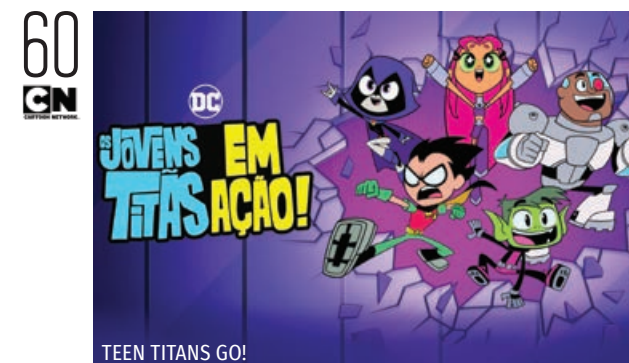 60
CN
CARTOON NETWORK.
DC
OS JOVENS
TITÃS
EM
AÇÃO!
TEEN TITANS GO!